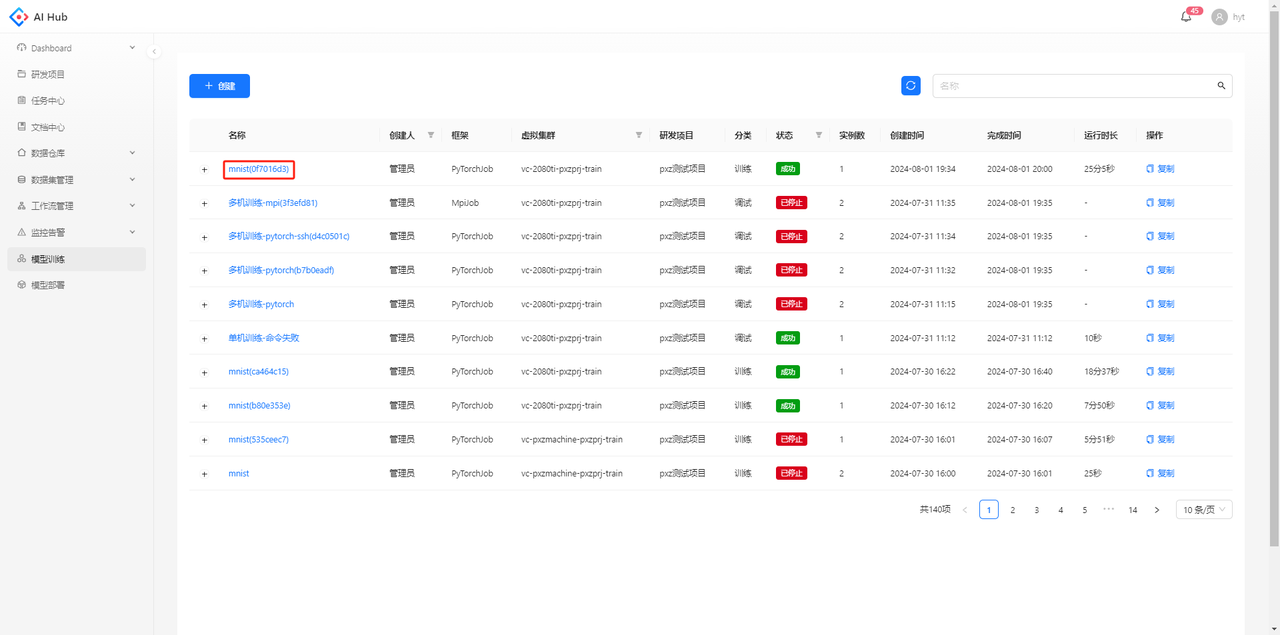 AI Hub
45
hyt
Dashboard
研发项目
任务中心
文档中心
数据仓库
数据集管理
工作流管理
监控告警
模型训练
模型部署
+ 创建
名称
名称 创建人 框架 虚拟集群 研发项目 分类 状态 实例数 创建时间 完成时间 运行时长 操作
+ mnist(0f7016d3) 管理员 PyTorchJob vc-2080ti-pxzprj-train pxz测试项目 训练 成功 1 2024-08-01 19:34 2024-08-01 20:00 25分5秒 复制
+ 多机训练-mpi(3f3efd81) 管理员 MpiJob vc-2080ti-pxzprj-train pxz测试项目 调试 已停止 2 2024-07-31 11:35 2024-08-01 19:35 - 复制
+ 多机训练-pytorch-ssh(d4c0501c) 管理员 PyTorchJob vc-2080ti-pxzprj-train pxz测试项目 调试 已停止 2 2024-07-31 11:34 2024-08-01 19:35 - 复制
+ 多机训练-pytorch(b7b0eadf) 管理员 PyTorchJob vc-2080ti-pxzprj-train pxz测试项目 调试 已停止 2 2024-07-31 11:32 2024-08-01 19:35 - 复制
+ 多机训练-pytorch 管理员 PyTorchJob vc-2080ti-pxzprj-train pxz测试项目 调试 已停止 2 2024-07-31 11:15 2024-08-01 19:35 - 复制
+ 单机训练-命令失败 管理员 PyTorchJob vc-2080ti-pxzprj-train pxz测试项目 调试 成功 1 2024-07-31 11:12 2024-07-31 11:12 10秒 复制
+ mnist(ca464c15) 管理员 PyTorchJob vc-2080ti-pxzprj-train pxz测试项目 训练 成功 1 2024-07-30 16:22 2024-07-30 16:40 18分37秒 复制
+ mnist(b80e353e) 管理员 PyTorchJob vc-2080ti-pxzprj-train pxz测试项目 训练 成功 1 2024-07-30 16:12 2024-07-30 16:20 7分50秒 复制
+ mnist(535ceec7) 管理员 PyTorchJob vc-pxzmachine-pxzprj-train pxz测试项目 训练 已停止 1 2024-07-30 16:01 2024-07-30 16:07 5分51秒 复制
+ mnist 管理员 PyTorchJob vc-pxzmachine-pxzprj-train pxz测试项目 训练 已停止 2 2024-07-30 16:00 2024-07-30 16:01 25秒 复制
共140项 < 1 2 3 4 5 ••• 14 > 10 条/页